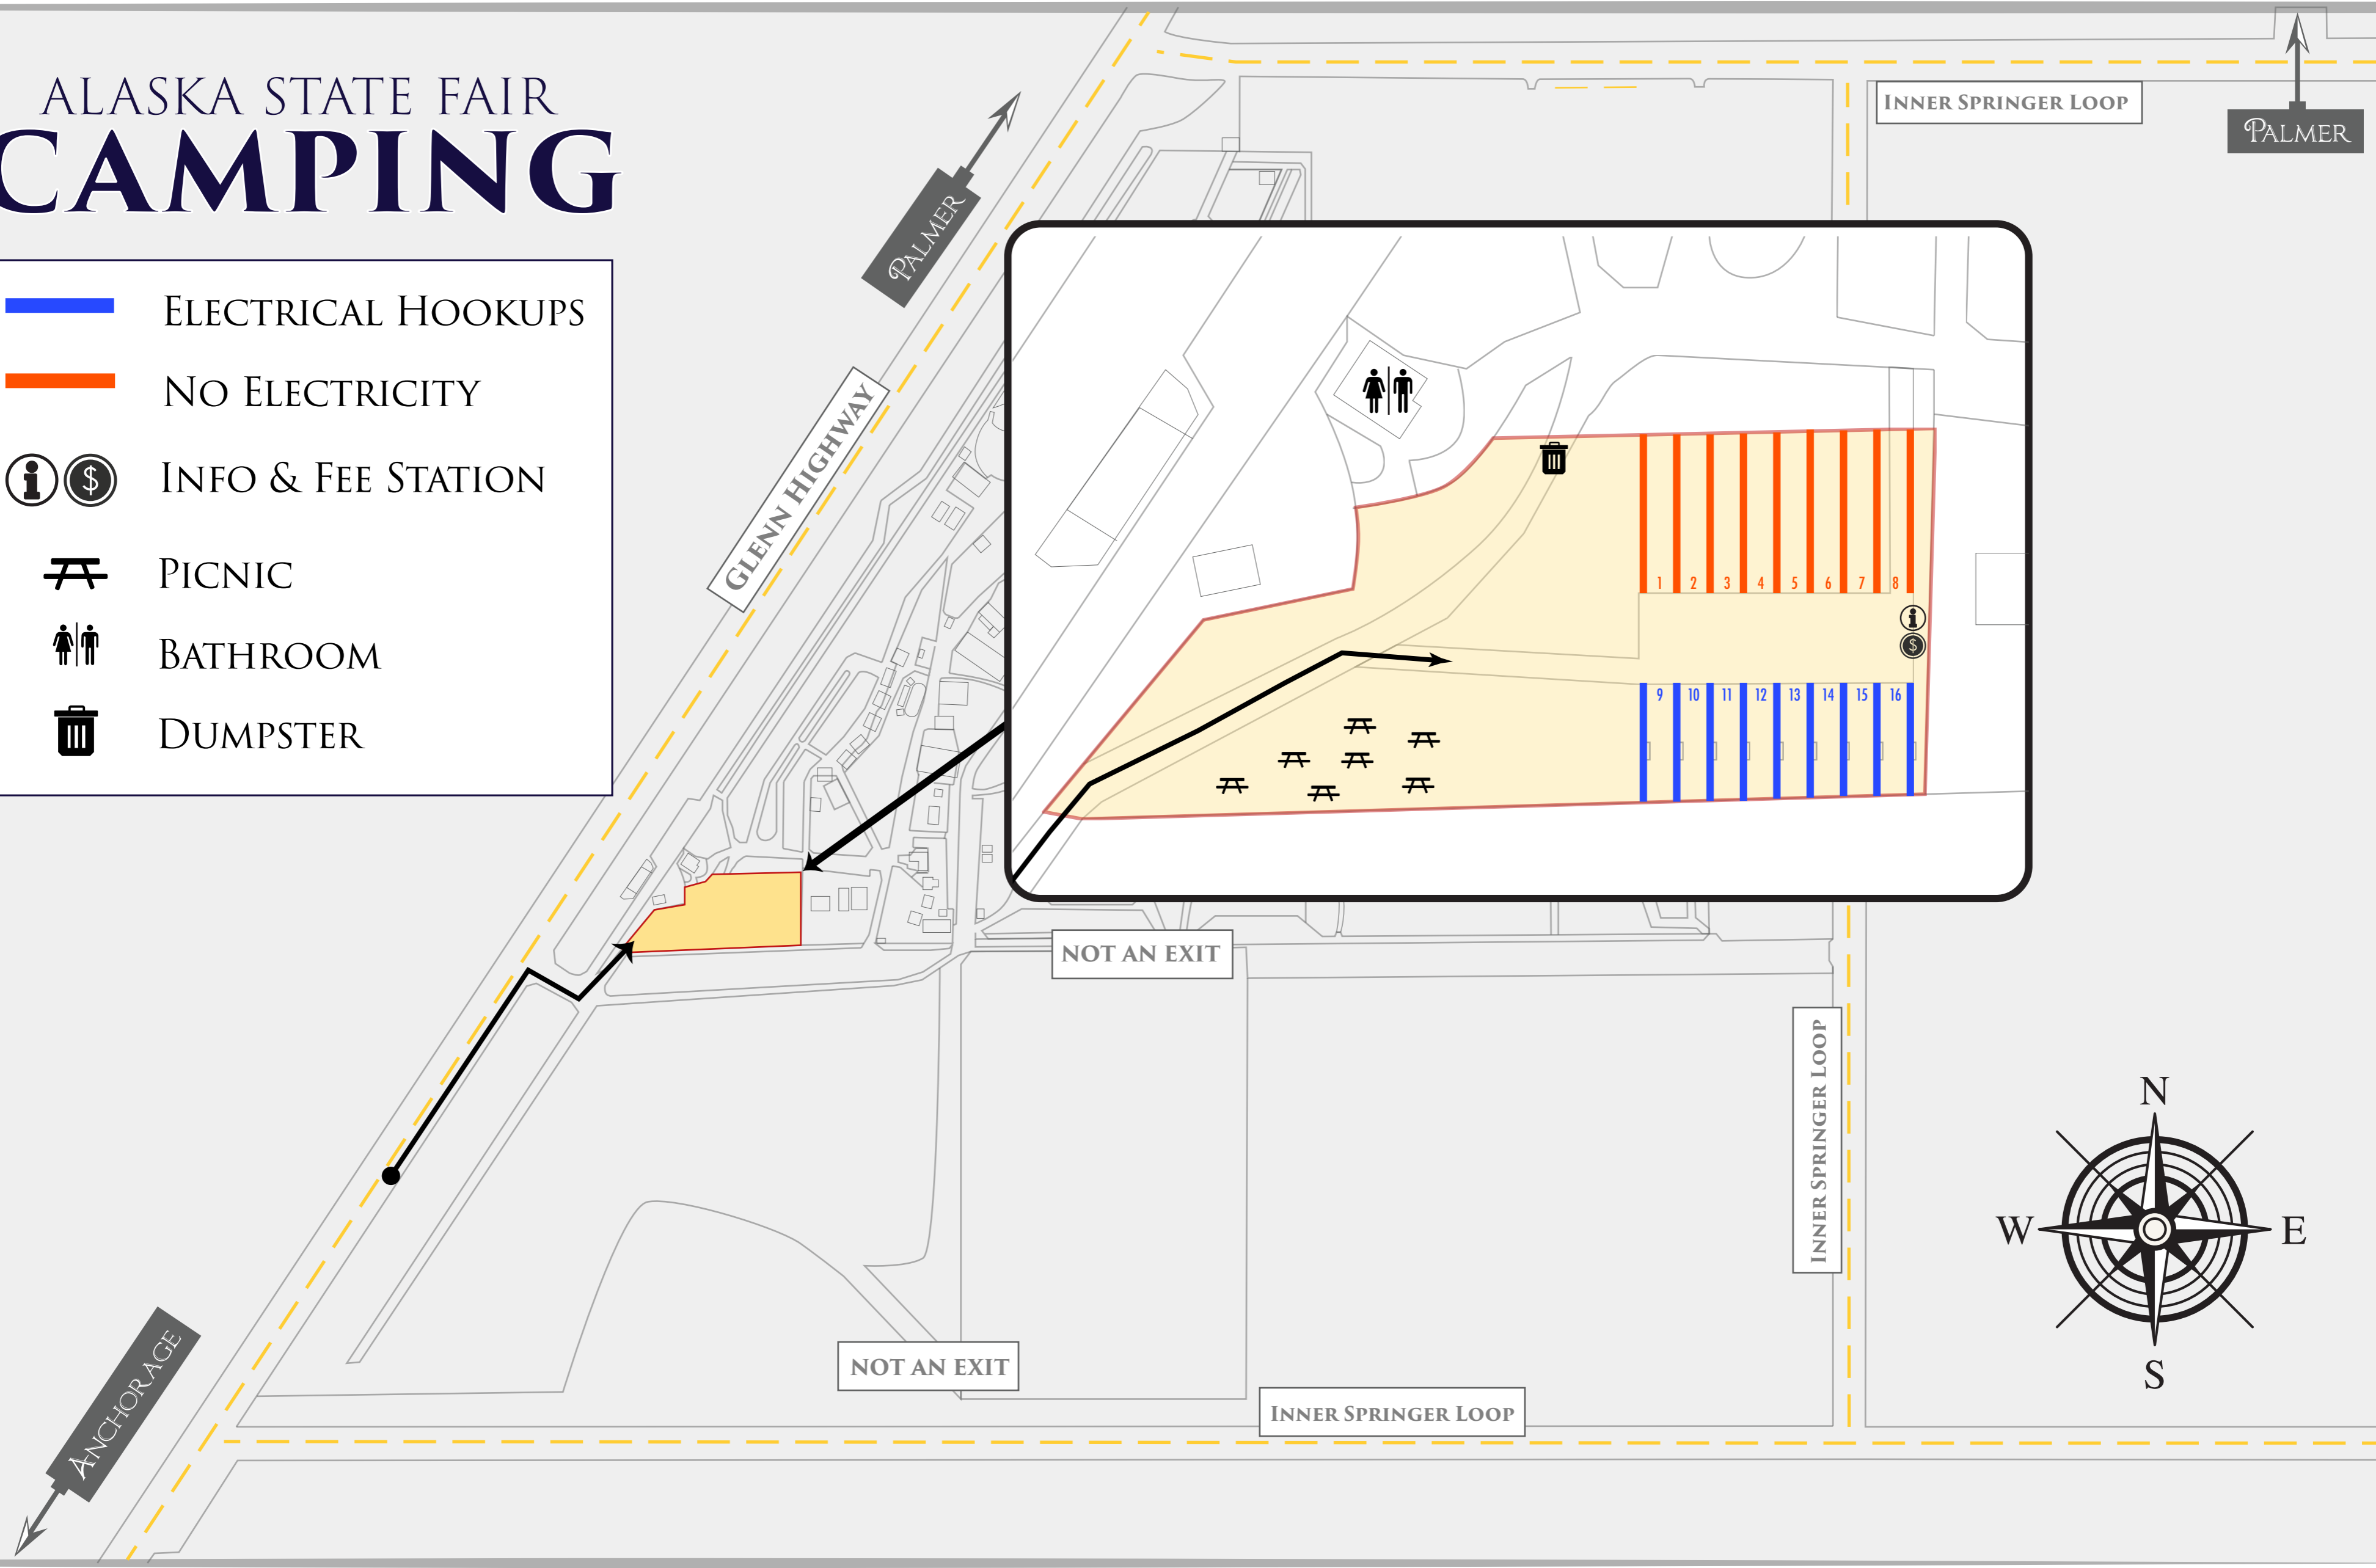 ALASKA STATE FAIR
CAMPING
ELECTRICAL HOOKUPS
NO ELECTRICITY
i $ INFO & FEE STATION
PICNIC
BATHROOM
DUMPSTER
PALMER
GLENN HIGHWAY
INNER SPRINGER LOOP
PALMER
1 2 3 4 5 6 7 8
i
$
9 10 11 12 13 14 15 16
NOT AN EXIT
INNER SPRINGER LOOP
NOT AN EXIT
INNER SPRINGER LOOP
ANCHORAGE
N
W E
S